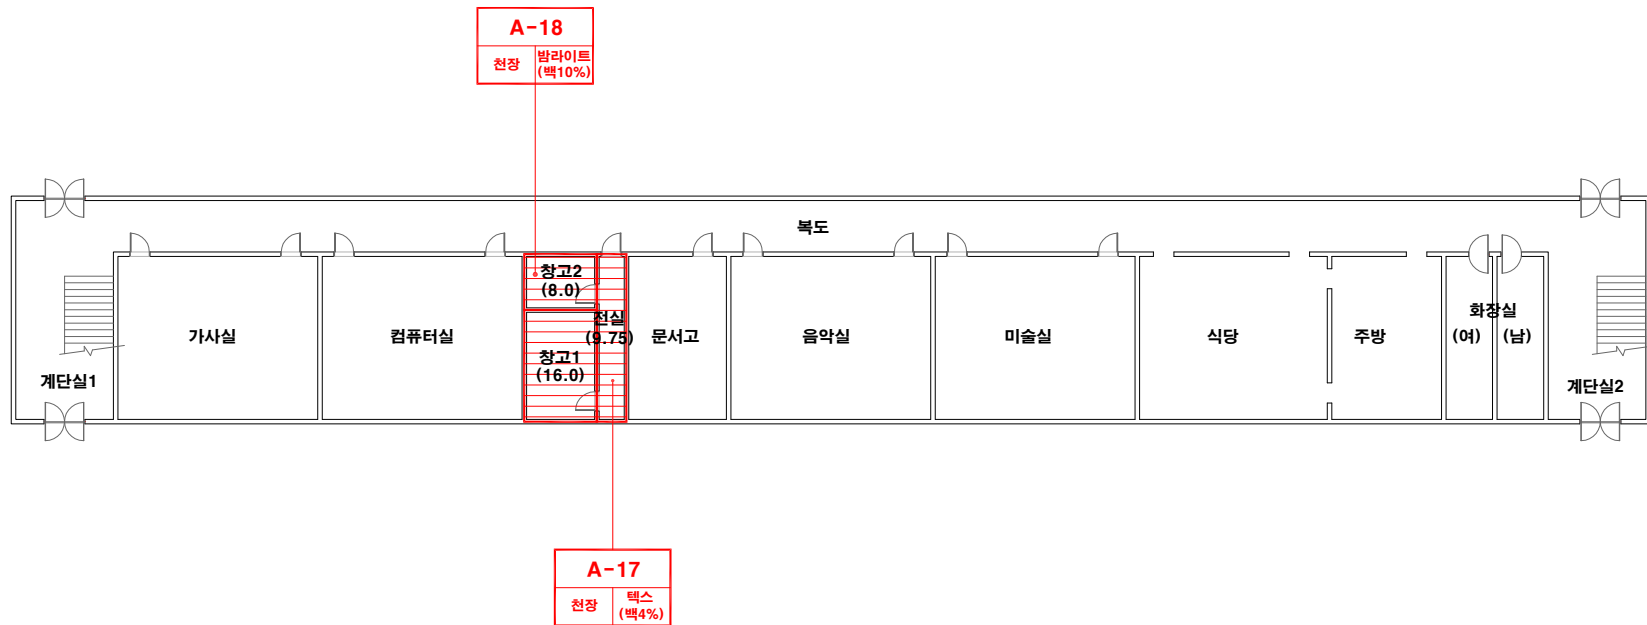 A-18
천장
밤라이트
(백10%)
복도
창고2
(8.0)
전실
(9.75)
가사실
컴퓨터실
문서고
음악실
미술실
식당
주방
화장실
(여)
(남)
창고1
(16.0)
계단실1
계단실2
A-17
천장
텍스
(백4%)